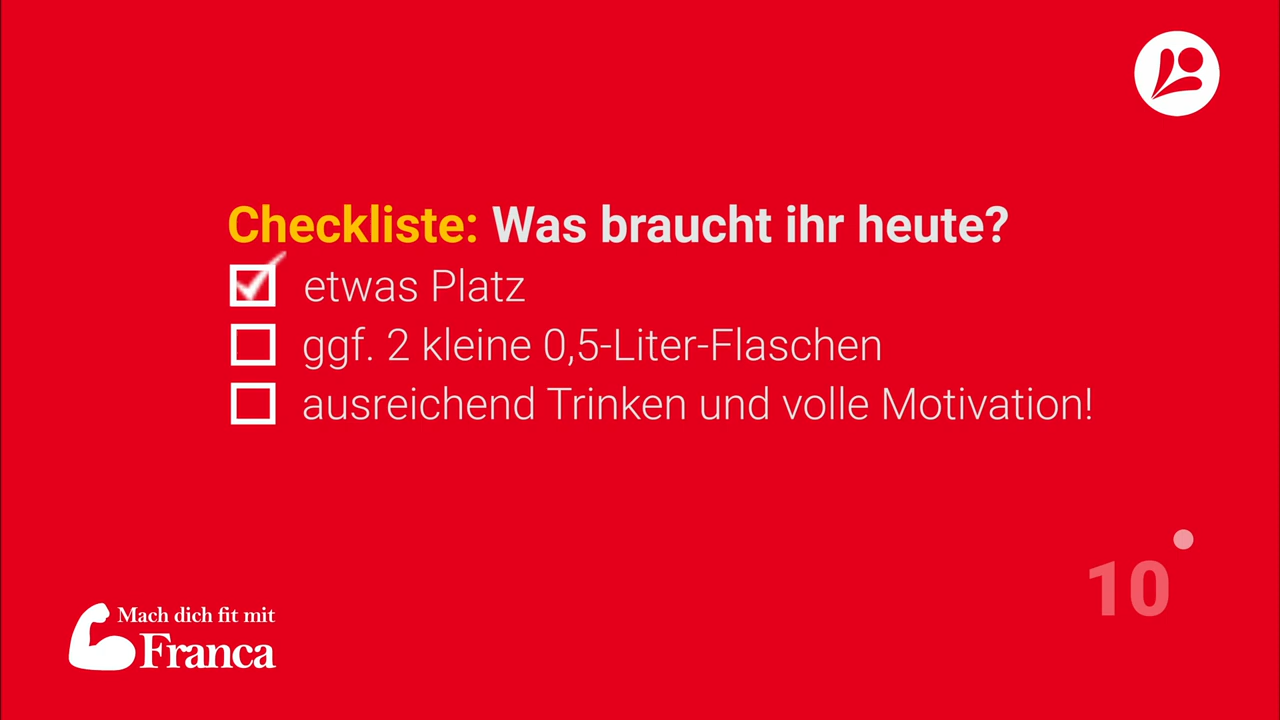 Checkliste: Was braucht ihr heute?
etwas Platz
ggf. 2 kleine 0,5-Liter-Flaschen
ausreichend Trinken und volle Motivation!
10
Mach dich fit mit
Franca